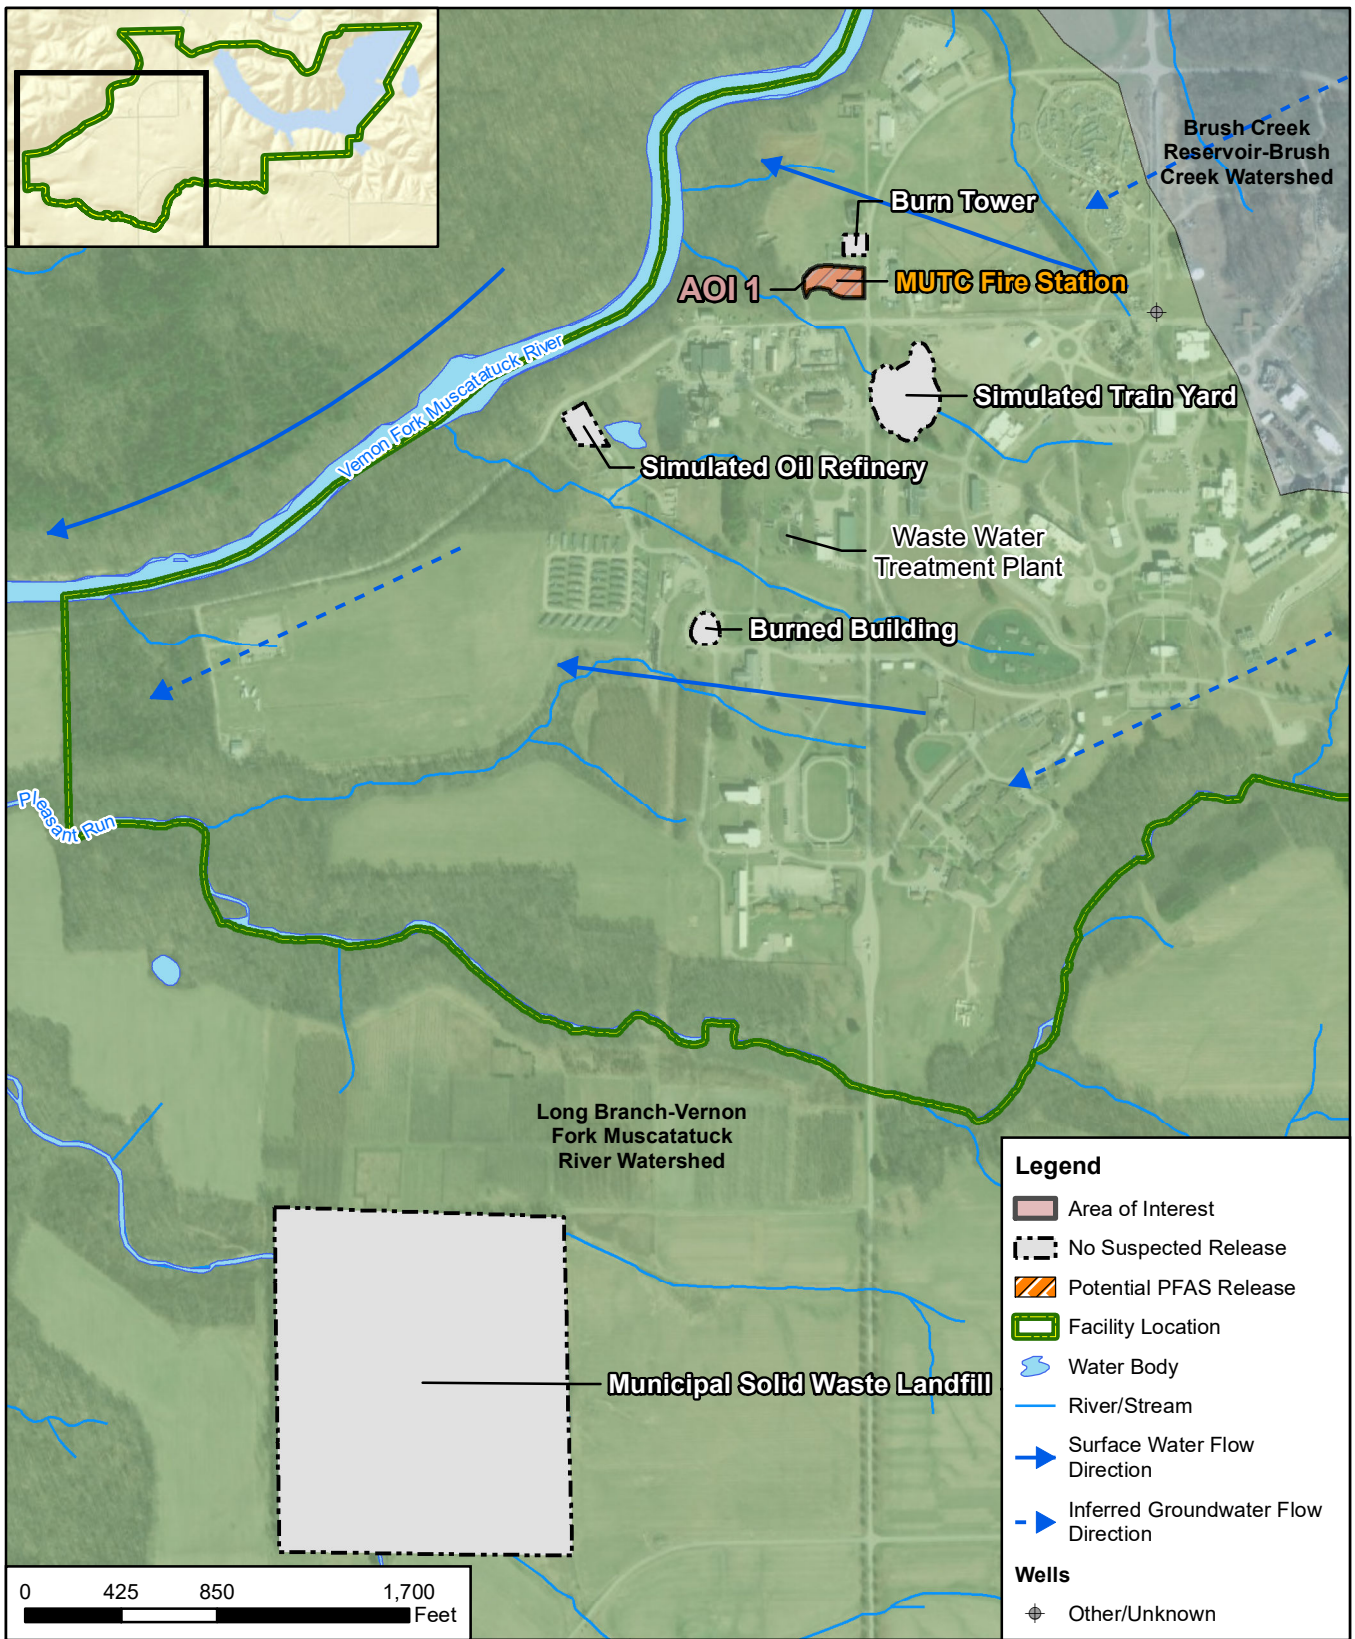 Brush Creek
Reservoir-Brush
Creek Watershed
Burn Tower
AOI 1
MUTC Fire Station
Vernon Fork Muscatatuck River
Simulated Train Yard
Simulated Oil Refinery
Waste Water
Treatment Plant
Burned Building
Pleasant Run
Long Branch-Vernon
Fork Muscatatuck
River Watershed
Municipal Solid Waste Landfill
Legend
Area of Interest
No Suspected Release
Potential PFAS Release
Facility Location
Water Body
River/Stream
Surface Water Flow
Direction
Inferred Groundwater Flow
Direction
Wells
Other/Unknown
0 425 850 1,700
Feet